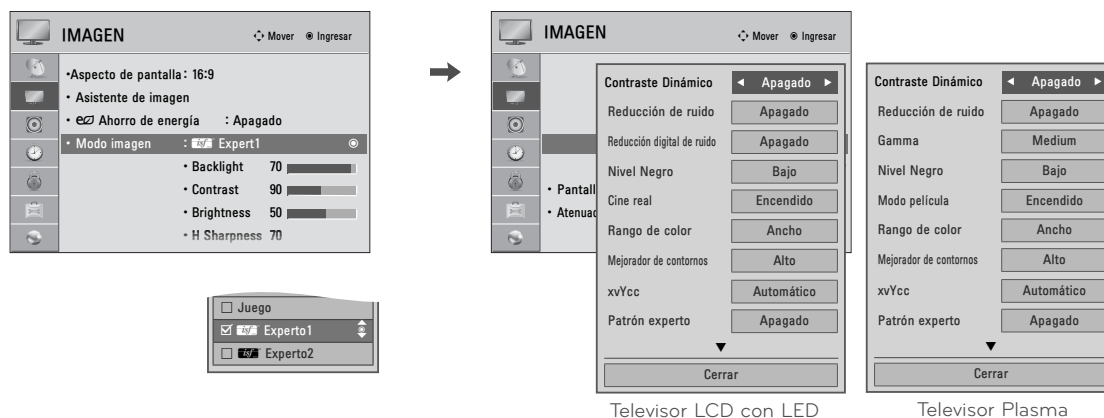 IMAGEN
Mover
Ingresar
•Aspecto de pantalla : 16:9
• Asistente de imagen
• Ahorro de energía : Apagado
• Modo imagen : isf Expert1
• Backlight 70
• Contrast 90
• Brightness 50
• H Sharpness 70
Juego
isf Experto1
isf Experto2
IMAGEN
Mover
Ingresar
• Pantall
• Atenuac
Contraste Dinámico Apagado
Reducción de ruido Apagado
Reducción digital de ruido Apagado
Nivel Negro Bajo
Cine real Encendido
Rango de color Ancho
Mejorador de contornos Alto
xvYcc Automático
Patrón experto Apagado
Cerrar
Televisor LCD con LED
Contraste Dinámico Apagado
Reducción de ruido Apagado
Gamma Medium
Nivel Negro Bajo
Modo película Encendido
Rango de color Ancho
Mejorador de contornos Alto
xvYcc Automático
Patrón experto Apagado
Cerrar
Televisor Plasma